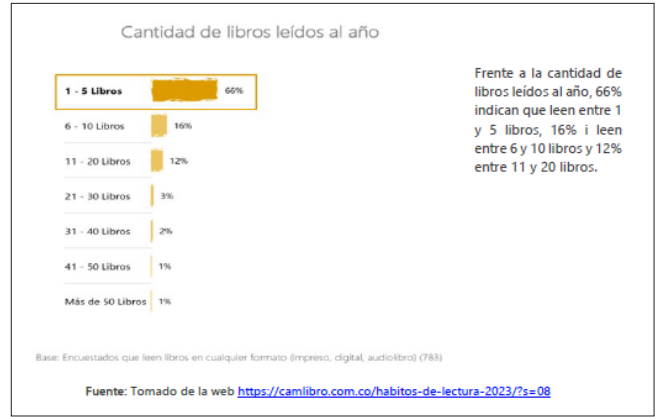 Cantidad de libros leídos al año
1 - 5 Libros 66%
6 - 10 Libros 16%
11 - 20 Libros 12%
21 - 30 Libros 3%
31 - 40 Libros 2%
41 - 50 Libros 1%
Más de 50 Libros 1%
Frente a la cantidad de
libros leídos al año, 66%
indican que leen entre 1
y 5 libros, 16% i leen
entre 6 y 10 libros y 12%
entre 11 y 20 libros.
Base: Encuestados que leen libros en cualquier formato (impreso, digital, audiolibro) (783)
Fuente: Tomado de la web https://camlibro.com.co/habitos-de-lectura-2023/?s=08